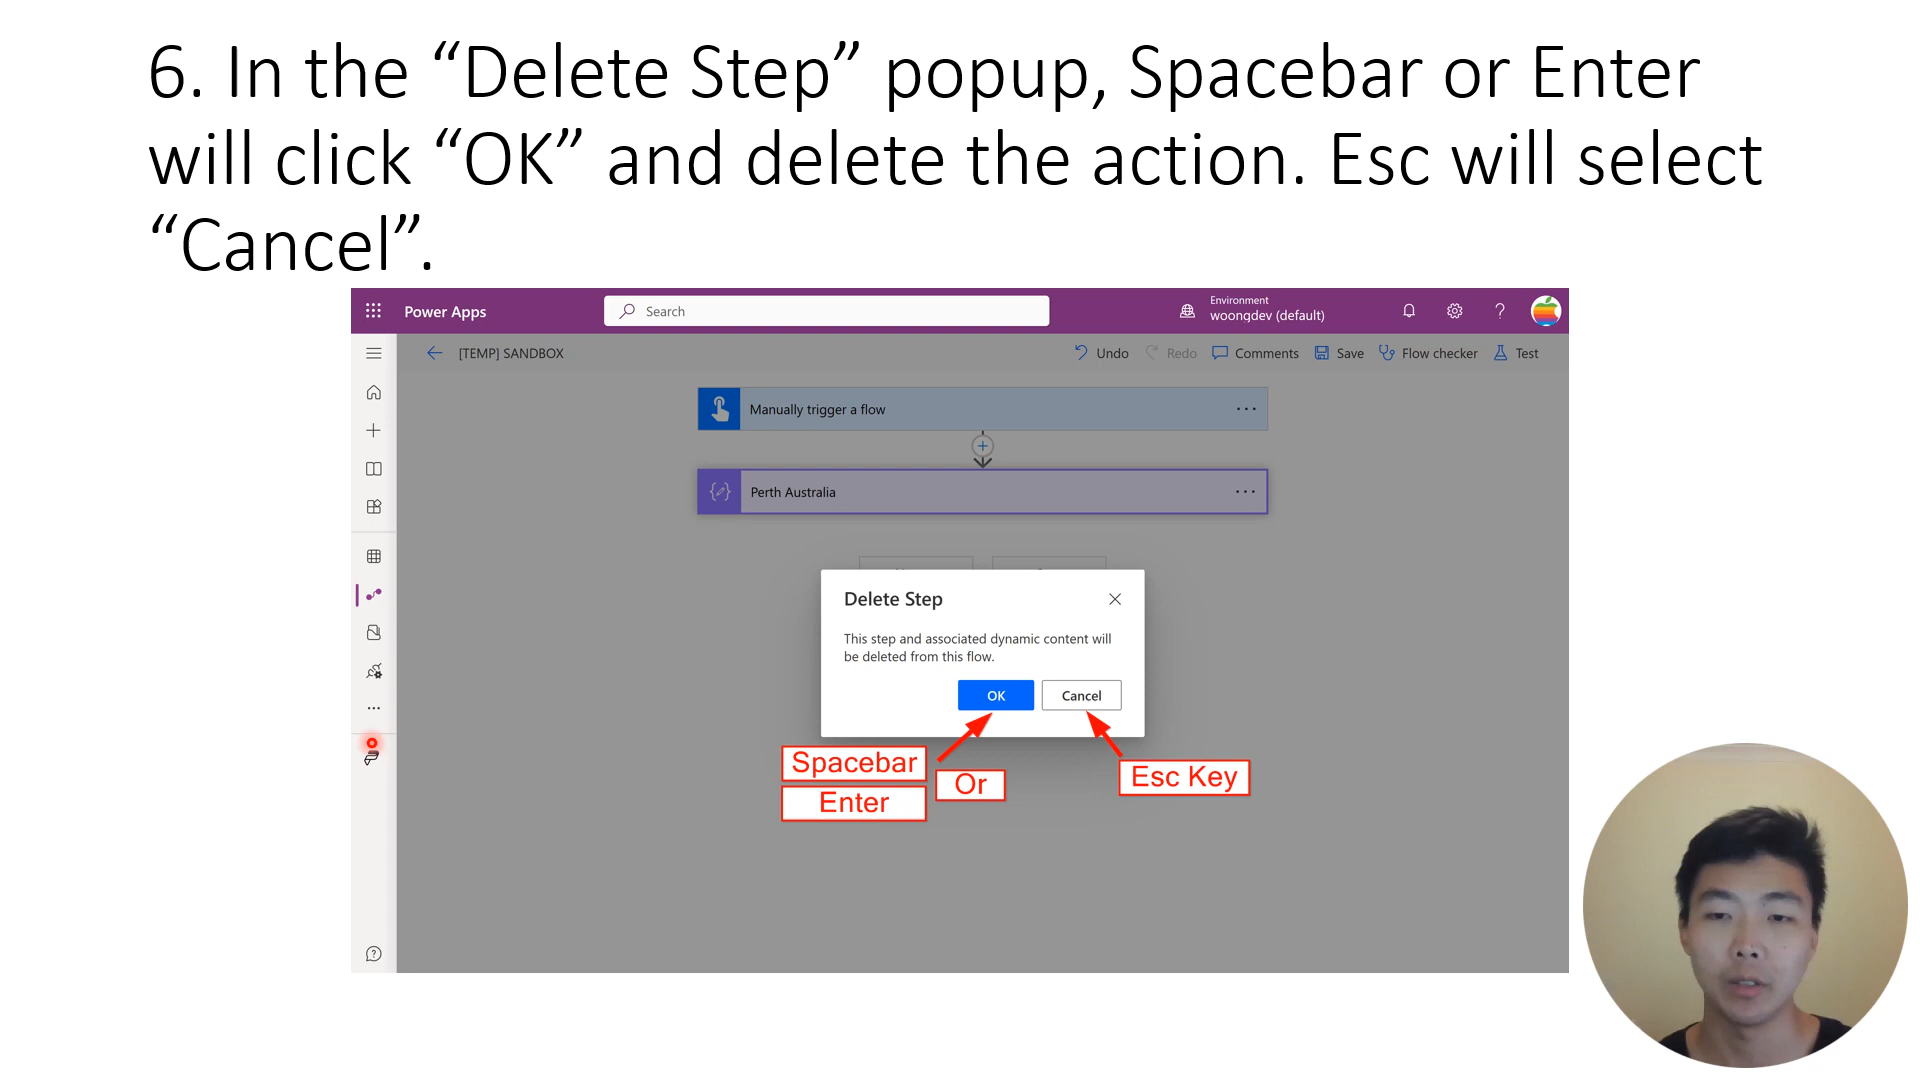 6. In the “Delete Step” popup, Spacebar or Enter
will click “OK” and delete the action. Esc will select
“Cancel”.
Power Apps
Search
Environment
woongdev (default)
[TEMP] SANDBOX
Undo
Redo
Comments
Save
Flow checker
Test
Manually trigger a flow
Perth Australia
Delete Step
This step and associated dynamic content will
be deleted from this flow.
OK
Cancel
Spacebar
Or
Enter
Esc Key